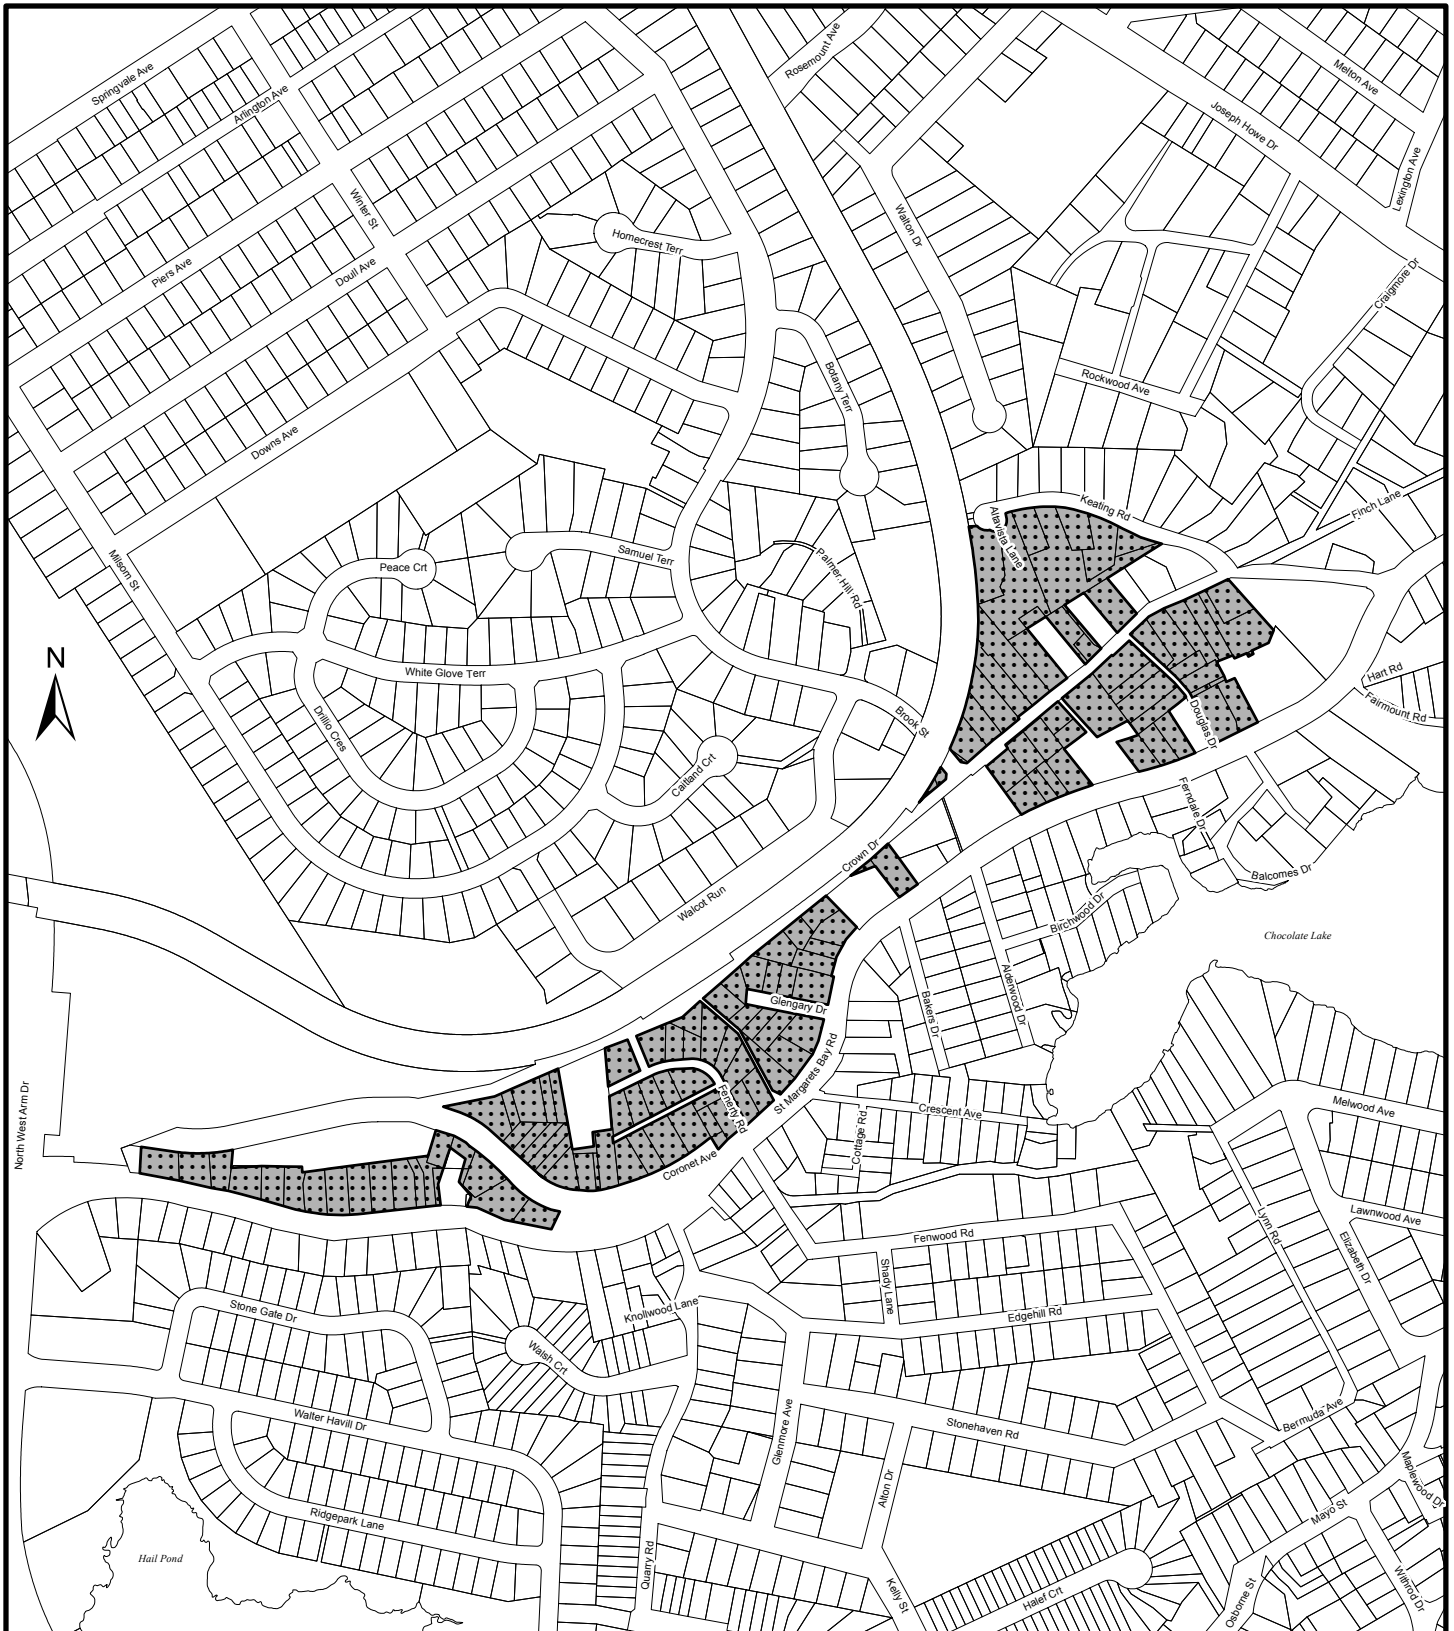 Rosemount Ave
Springvale Ave
Melton Ave
Arlington Ave
Joseph Howe Dr
Lexington Ave
Winter St
Walton Dr
Homecrest Terr
Piers Ave
Doull Ave
Craigmore Dr
Rockwood Ave
Botany Terr
Downs Ave
Keating Rd
Finch Lane
Altavista Lane
Samuel Terr
Peace Crt
Milsom St
Palmer Hill Rd
N
White Glove Terr
Hart Rd
Fairmount Rd
Drillio Cres
Brook St
Douglas Dr
Caitland Crt
Ferndale Dr
Crown Dr
Balcomes Dr
Walcot Run
Birchwood Dr
Chocolate Lake
Alderwood Dr
Bakers Dr
Glengary Dr
St Margarets Bay Rd
Fenerty Rd
Crescent Ave
Melwood Ave
North West Arm Dr
Cottage Rd
Coronet Ave
Lynn Rd
Lawnwood Ave
Fenwood Rd
Elizabeth Dr
Shady Lane
Stone Gate Dr
Knollwood Lane
Edgehill Rd
Walsh Crt
Walter Havill Dr
Glenmore Ave
Stonehaven Rd
Bermuda Ave
Alton Dr
Maplewood Dr
Ridgepark Lane
Mayo St
Hail Pond
Quarry Rd
Kelly St
Halef Crt
Osborne St
Withrod Dr